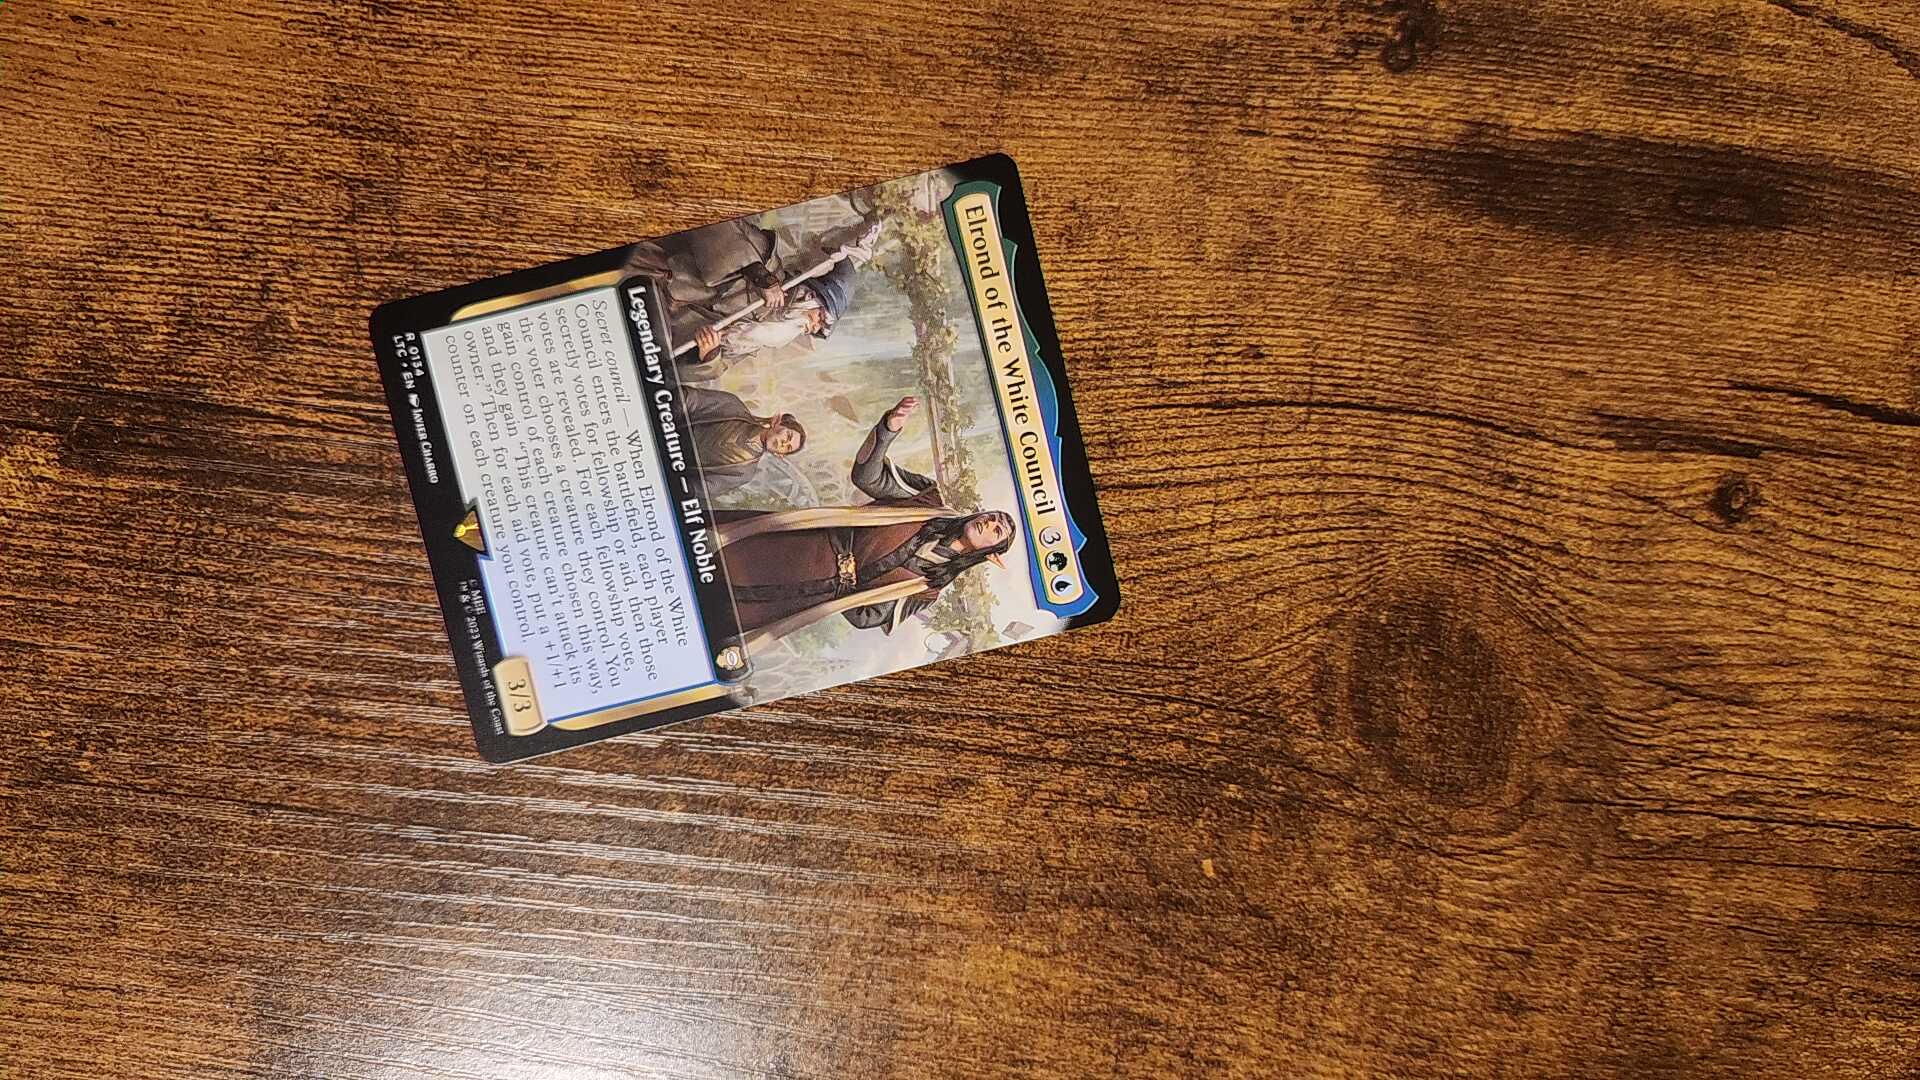 Elrond of the White Council 3
Legendary Creature – Elf Noble
Secret council — When Elrond of the White
Council enters the battlefield, each player
secretly votes for fellowship or aid, then those
votes are revealed. For each fellowship vote,
the voter chooses a creature they control. You
gain control of each creature chosen this way,
and they gain “This creature can't attack its
owner.” Then for each aid vote, put a +1/+1
counter on each creature you control.
3/3
R 0134
LTC • EN JAVIER CHARRO
© MEE
™ & © 2023 Wizards of the Coast